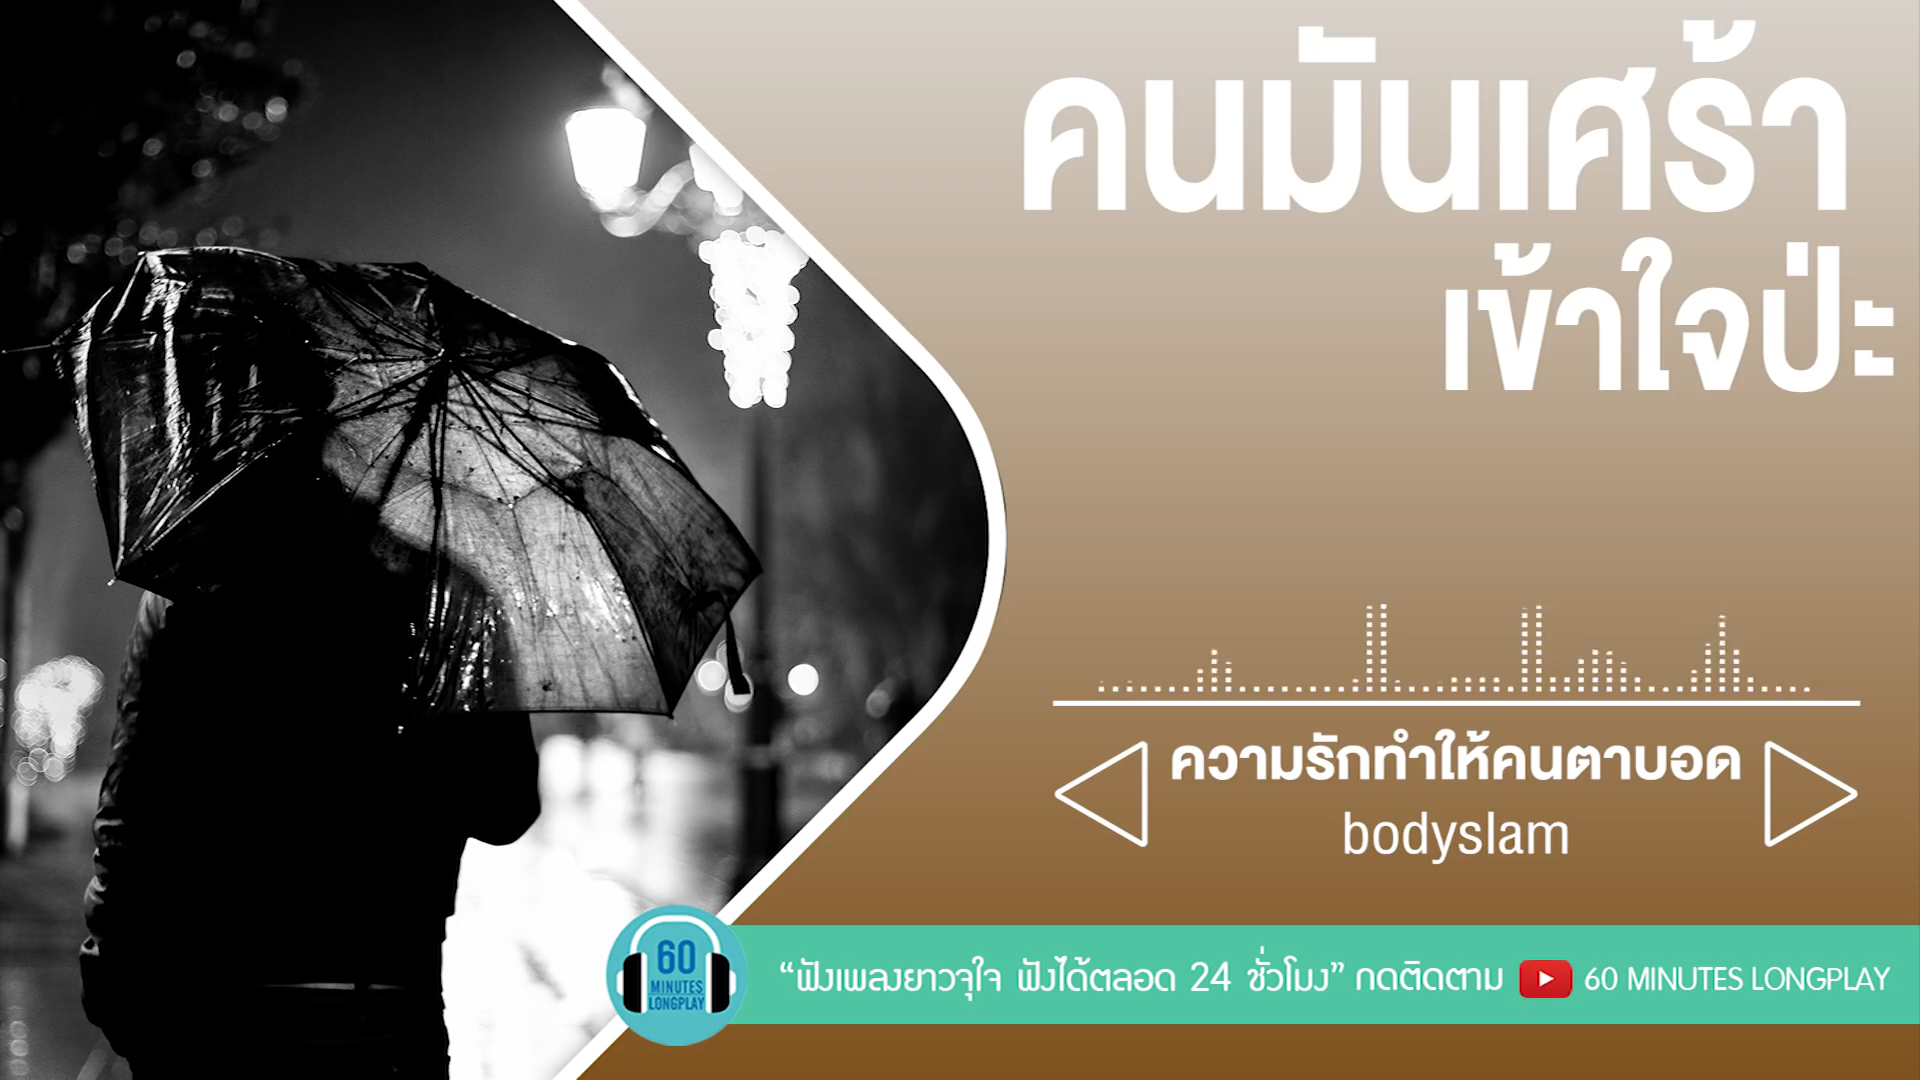 คนมันเศร้า
เข้าใจป่ะ
ความรักทำให้คนตาบอด
bodyslam
60
MINUTES
LONGPLAY
“ฟังเพลงยาวจุใจ ฟังได้ตลอด 24 ชั่วโมง” กดติดตาม 60 MINUTES LONGPLAY